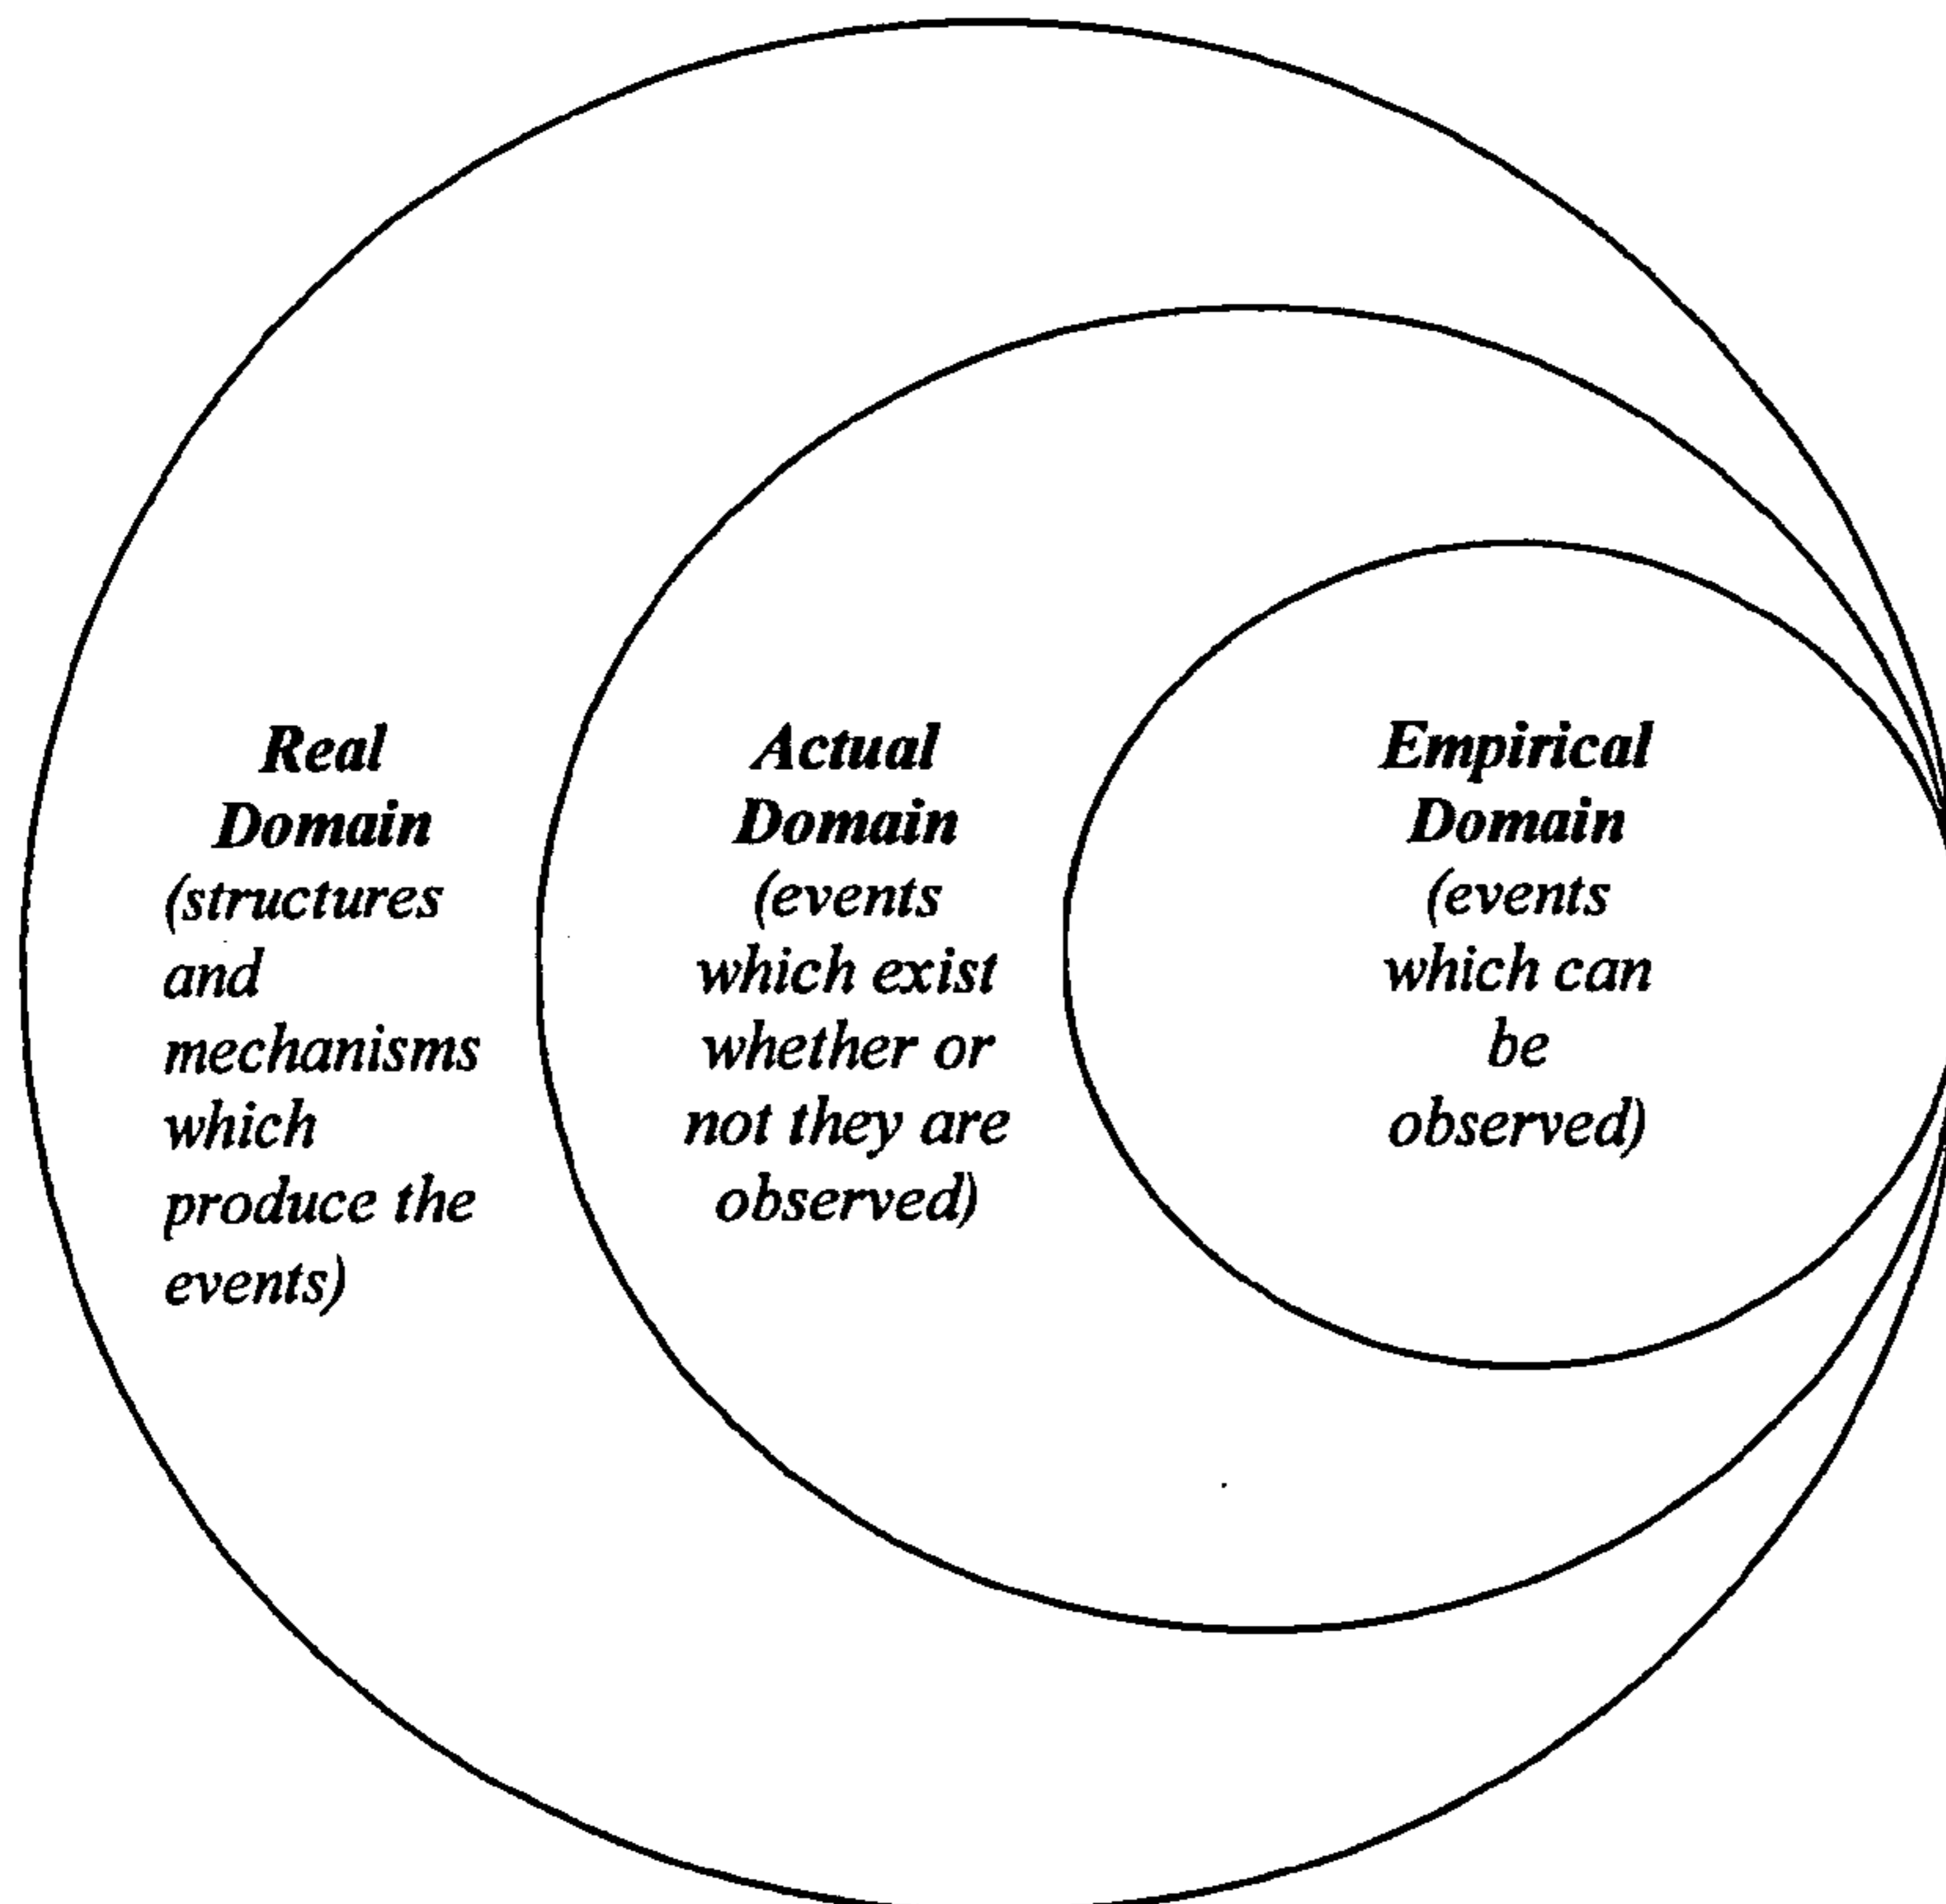 Real
Domain
(structures
and
mechanisms
which
produce the
events)
Actual
Domain
(events
which exist
whether or
not they are
observed)
Empirical
Domain
(events
which can
be
observed)